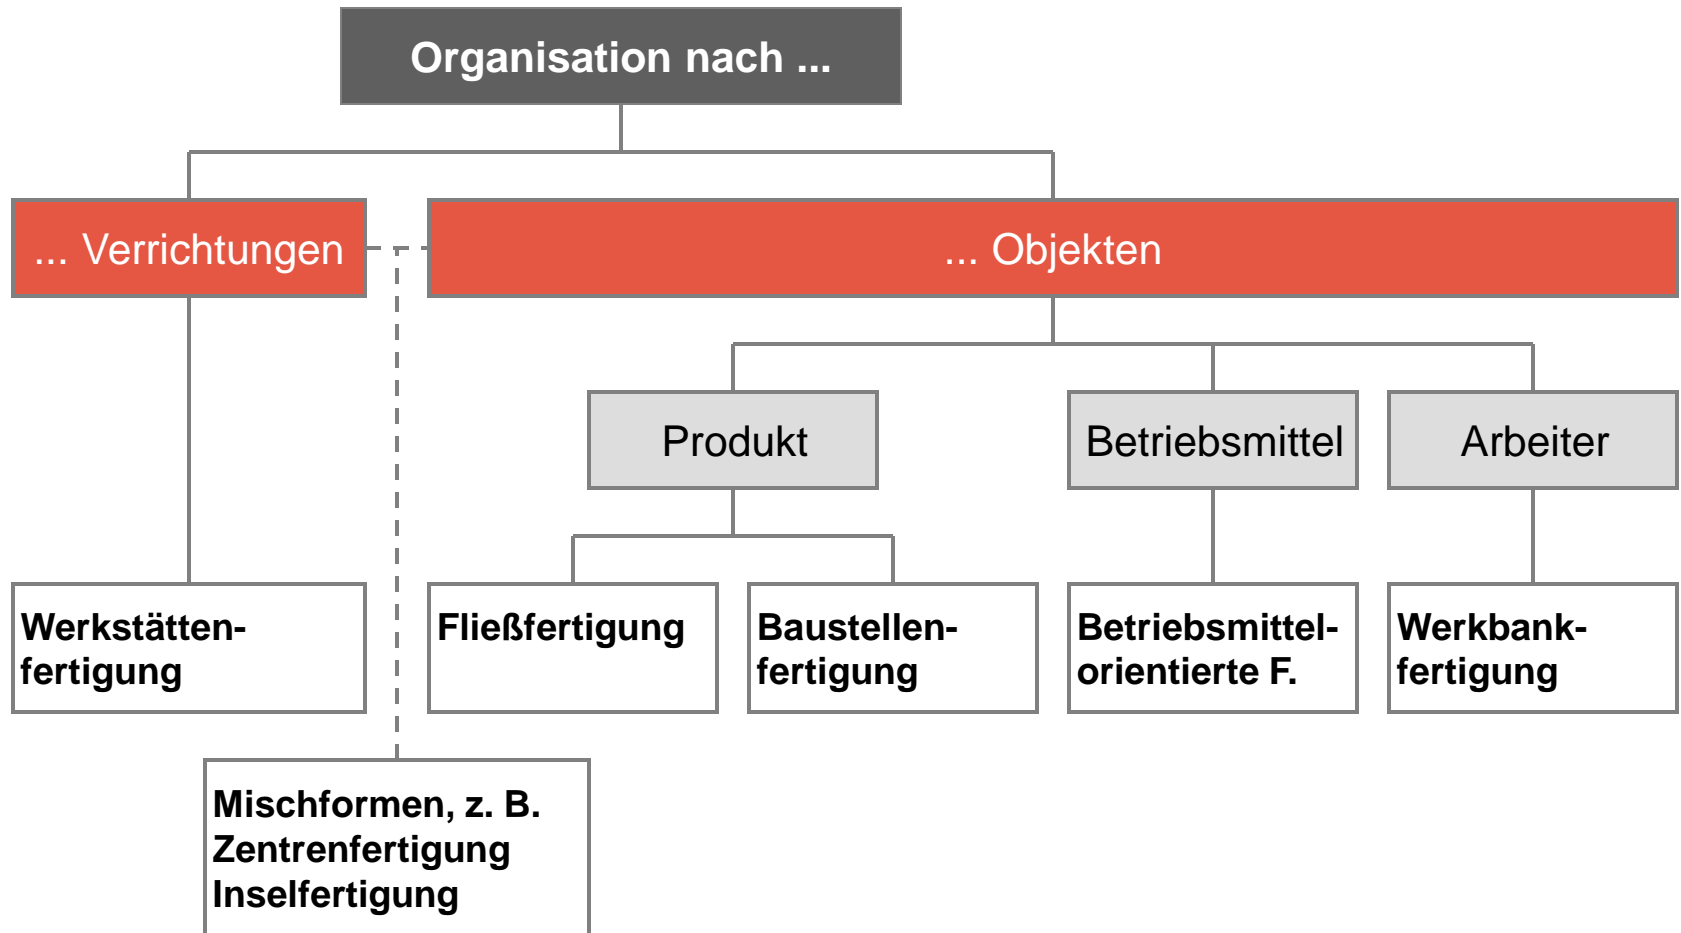 Organisation nach ...
... Verrichtungen
... Objekten
Produkt
Betriebsmittel
Arbeiter
Werkstätten-
fertigung
Fließfertigung
Baustellen-
fertigung
Betriebsmittel-
orientierte F.
Werkbank-
fertigung
Mischformen, z. B.
Zentrenfertigung
Inselfertigung